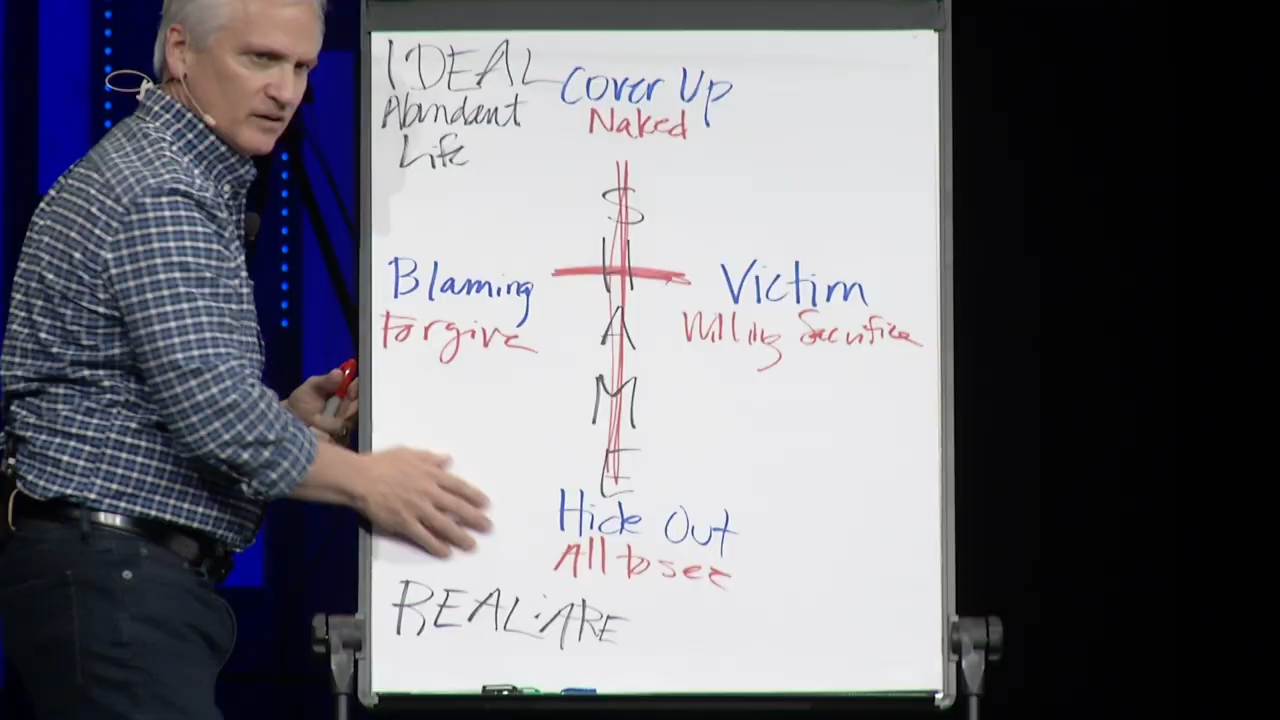 IDEAL
Abundant
Life
Cover Up
Naked
S
H
A
M
E
Blaming
Forgive
Victim
Willing Sacrifice
Hide Out
All to see
REAL:ARE